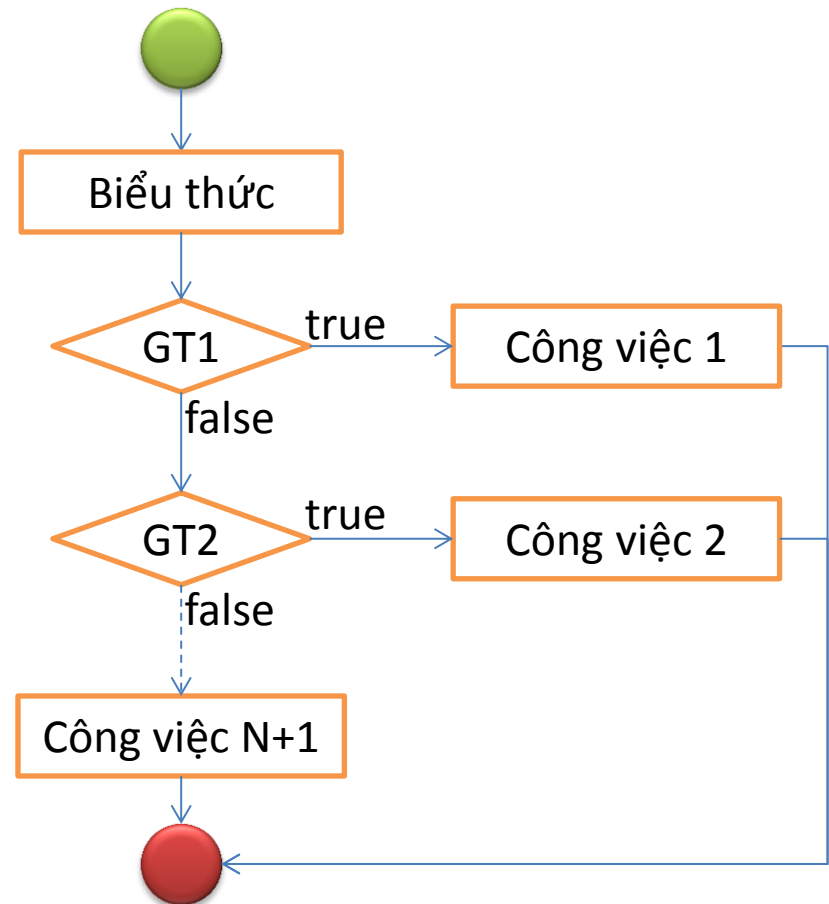 Biểu thức
GT1
true
Công việc 1
false
GT2
true
Công việc 2
false
Công việc N+1